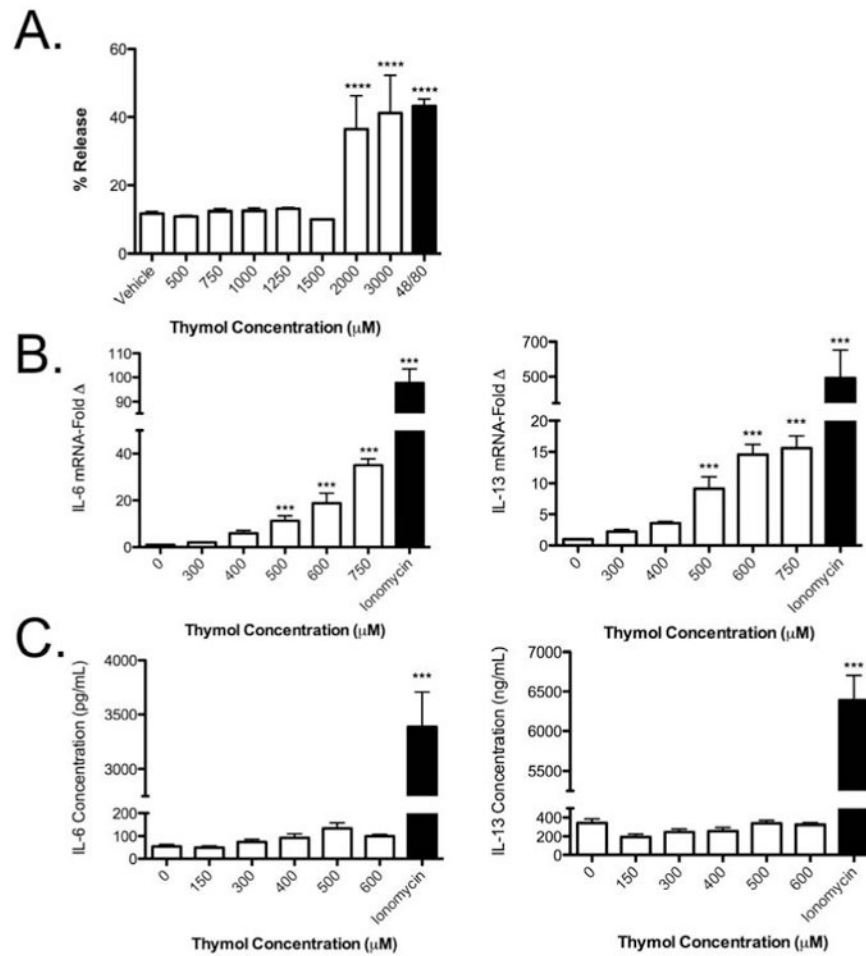 A.
% Release
60
40
20
0
**** **** ****
Vehicle 500 750 1000 1250 1500 2000 3000 48/80
Thymol Concentration (μM)
B.
IL-6 mRNA-Fold Δ
110
100
90
40
20
0
*** *** *** ***
0 300 400 500 600 750 Ionomycin
Thymol Concentration (μM)
IL-13 mRNA-Fold Δ
700
500
20
15
10
5
0
*** *** *** ***
0 300 400 500 600 750 Ionomycin
Thymol Concentration (μM)
C.
IL-6 Concentration (pg/mL)
4000
3500
3000
200
100
0
***
0 150 300 400 500 600 Ionomycin
Thymol Concentration (μM)
IL-13 Concentration (ng/mL)
7000
6500
6000
5500
400
200
0
***
0 150 300 400 500 600 Ionomycin
Thymol Concentration (μM)